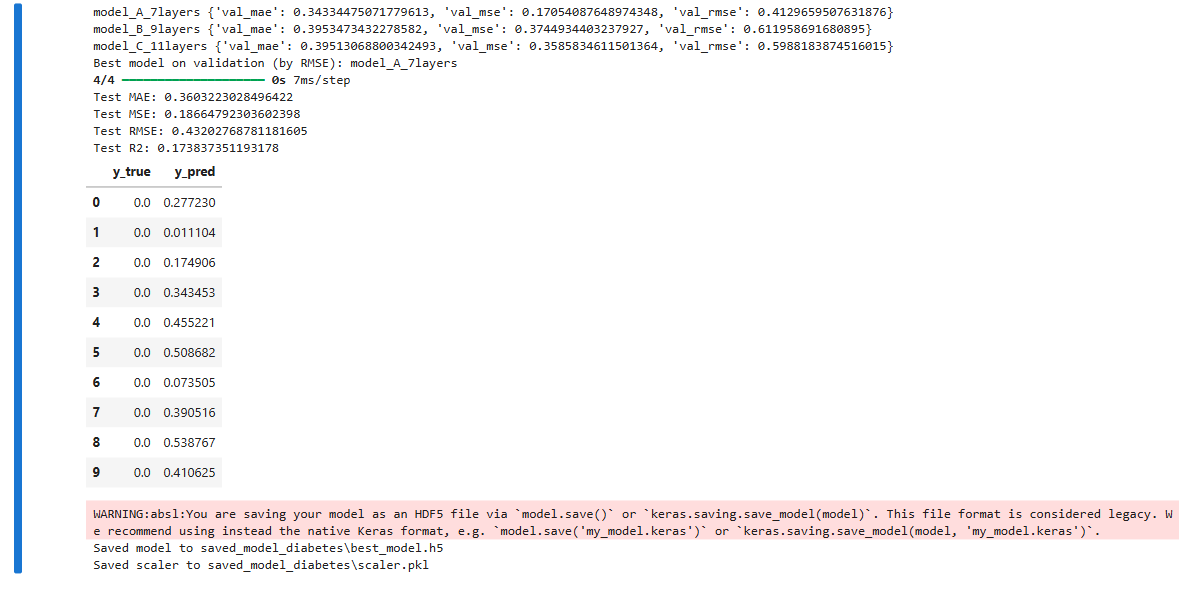 model_A_7layers {'val_mae': 0.34334475071779613, 'val_mse': 0.17054087648974348, 'val_rmse': 0.4129659507631876}
model_B_9layers {'val_mae': 0.3953473432278582, 'val_mse': 0.3744934403237927, 'val_rmse': 0.611958691680895}
model_C_11layers {'val_mae': 0.39513068800342493, 'val_mse': 0.3585834611501364, 'val_rmse': 0.5988183874516015}
Best model on validation (by RMSE): model_A_7layers
4/4 ━━━━━━━━━━━━━━━━━━━━ 0s 7ms/step
Test MAE: 0.3603223028496422
Test MSE: 0.18664792303602398
Test RMSE: 0.43202768781181605
Test R2: 0.173837351193178
y_true y_pred
0 0.0 0.277230
1 0.0 0.011104
2 0.0 0.174906
3 0.0 0.343453
4 0.0 0.455221
5 0.0 0.508682
6 0.0 0.073505
7 0.0 0.390516
8 0.0 0.538767
9 0.0 0.410625
WARNING:absl:You are saving your model as an HDF5 file via `model.save()` or `keras.saving.save_model(model)`. This file format is considered legacy. W
e recommend using instead the native Keras format, e.g. `model.save('my_model.keras')` or `keras.saving.save_model(model, 'my_model.keras')`.
Saved model to saved_model_diabetes\best_model.h5
Saved scaler to saved_model_diabetes\scaler.pkl